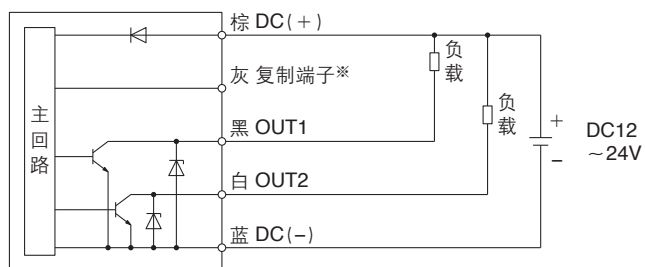 棕 DC(+)
负载
灰 复制端子※
负载
主回路
黑 OUT1
+
DC12
～24V
−
白 OUT2
蓝 DC(−)